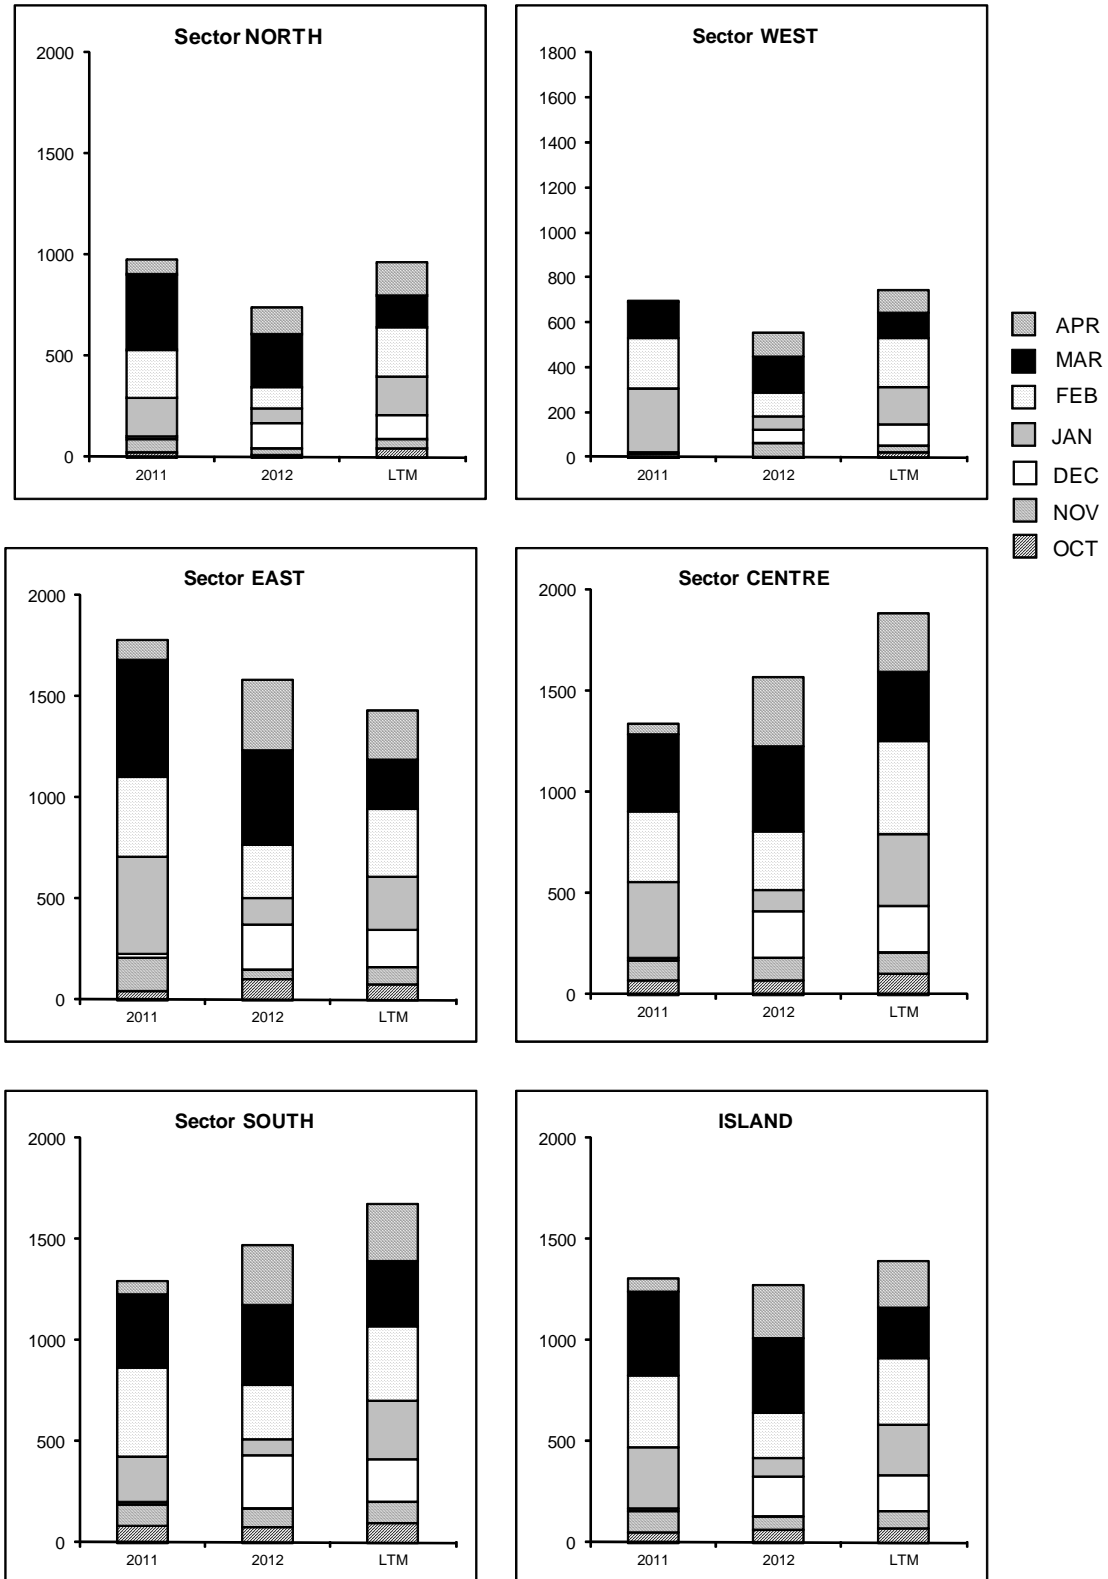 Sector NORTH
2000
1500
1000
500
0
2011 2012 LTM
Sector WEST
1800
1600
1400
1200
1000
800
600
400
200
0
2011 2012 LTM
APR
MAR
FEB
JAN
DEC
NOV
OCT
Sector EAST
2000
1500
1000
500
0
2011 2012 LTM
Sector CENTRE
2000
1500
1000
500
0
2011 2012 LTM
Sector SOUTH
2000
1500
1000
500
0
2011 2012 LTM
ISLAND
2000
1500
1000
500
0
2011 2012 LTM